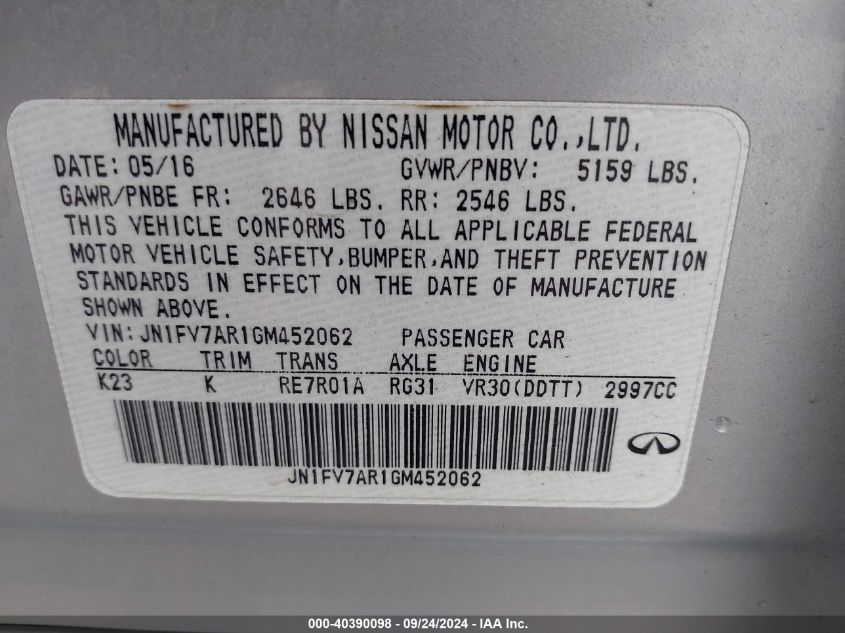 MANUFACTURED BY NISSAN MOTOR CO.,LTD.
DATE: 05/16 GVWR/PNBV: 5159 LBS.
GAWR/PNBE FR: 2646 LBS. RR: 2546 LBS.
THIS VEHICLE CONFORMS TO ALL APPLICABLE FEDERAL
MOTOR VEHICLE SAFETY,BUMPER,AND THEFT PREVENTION
STANDARDS IN EFFECT ON THE DATE OF MANUFACTURE
SHOWN ABOVE.
VIN: JN1FV7AR1GM452062 PASSENGER CAR
COLOR TRIM TRANS AXLE ENGINE
K23 K RE7R01A RG31 VR30(DDTT) 2997CC
JN1FV7AR1GM452062
000-40390098 - 09/24/2024 - IAA Inc.